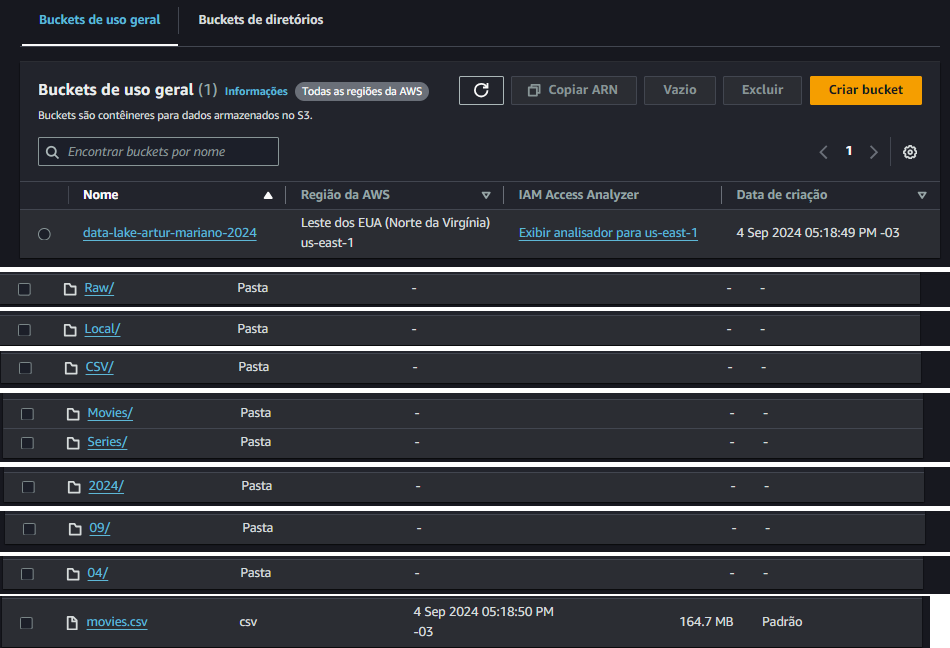 Buckets de uso geral Buckets de diretórios
Buckets de uso geral (1) Informações Todas as regiões da AWS Copiar ARN Vazio Excluir Criar bucket
Buckets são contêineres para dados armazenados no S3.
Encontrar buckets por nome 1
Nome Região da AWS IAM Access Analyzer Data de criação
data-lake-artur-mariano-2024 Leste dos EUA (Norte da Virgínia) us-east-1 Exibir analisador para us-east-1 4 Sep 2024 05:18:49 PM -03
Raw/ Pasta - - -
Local/ Pasta - - -
CSV/ Pasta - - -
Movies/ Pasta - - -
Series/ Pasta - - -
2024/ Pasta - - -
09/ Pasta - - -
04/ Pasta - - -
movies.csv csv 4 Sep 2024 05:18:50 PM -03 164.7 MB Padrão